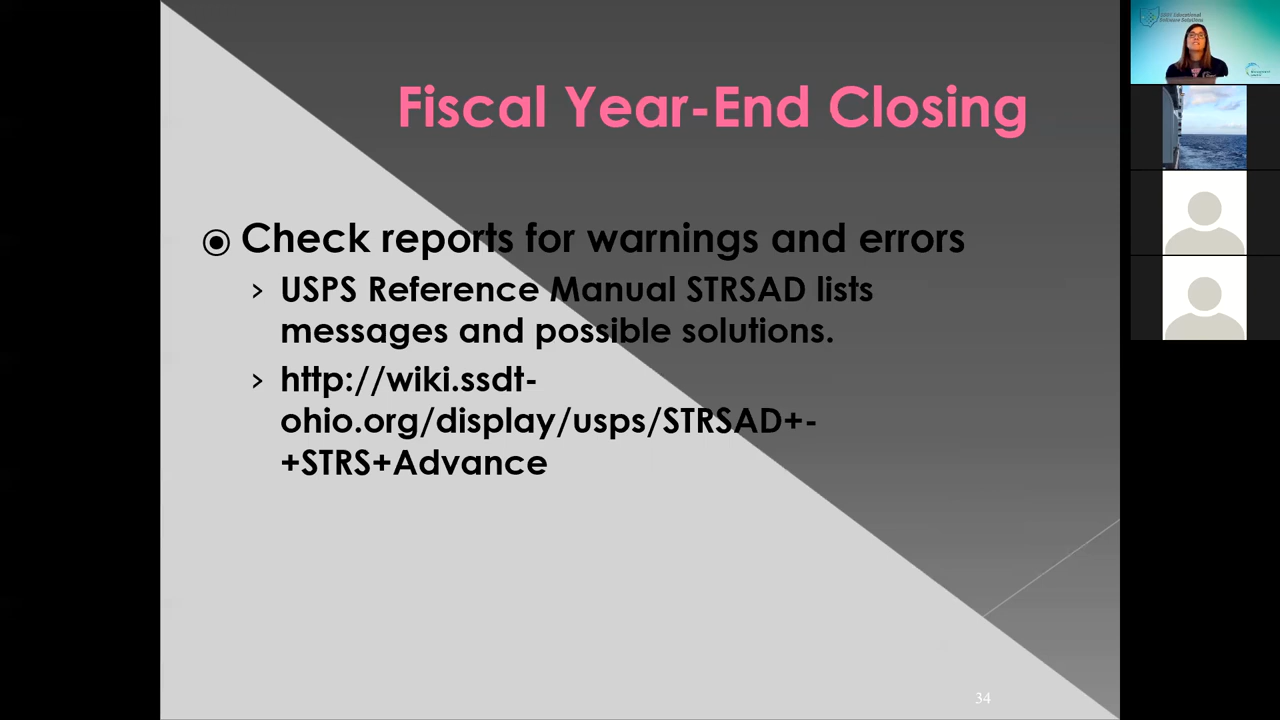 Fiscal Year-End Closing
Check reports for warnings and errors
› USPS Reference Manual STRSAD lists
messages and possible solutions.
› http://wiki.ssdt-
ohio.org/display/usps/STRSAD+-
+STRS+Advance
34